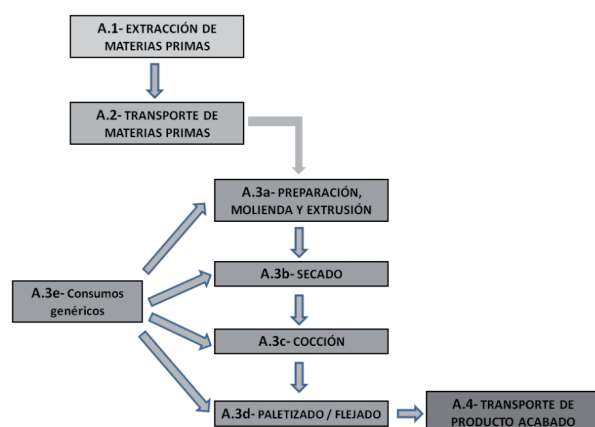 A.1- EXTRACCIÓN DE
MATERIAS PRIMAS
A.2- TRANSPORTE DE
MATERIAS PRIMAS
A.3a- PREPARACIÓN,
MOLIENDA Y EXTRUSIÓN
A.3b- SECADO
A.3e- Consumos
genéricos
A.3c- COCCIÓN
A.3d- PALETIZADO / FLEJADO
A.4- TRANSPORTE DE
PRODUCTO ACABADO